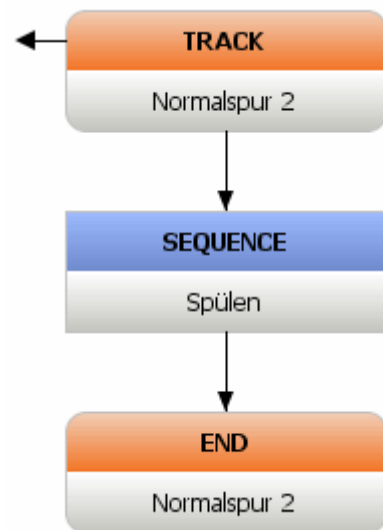 TRACK
Normalspur 2
SEQUENCE
Spülen
END
Normalspur 2